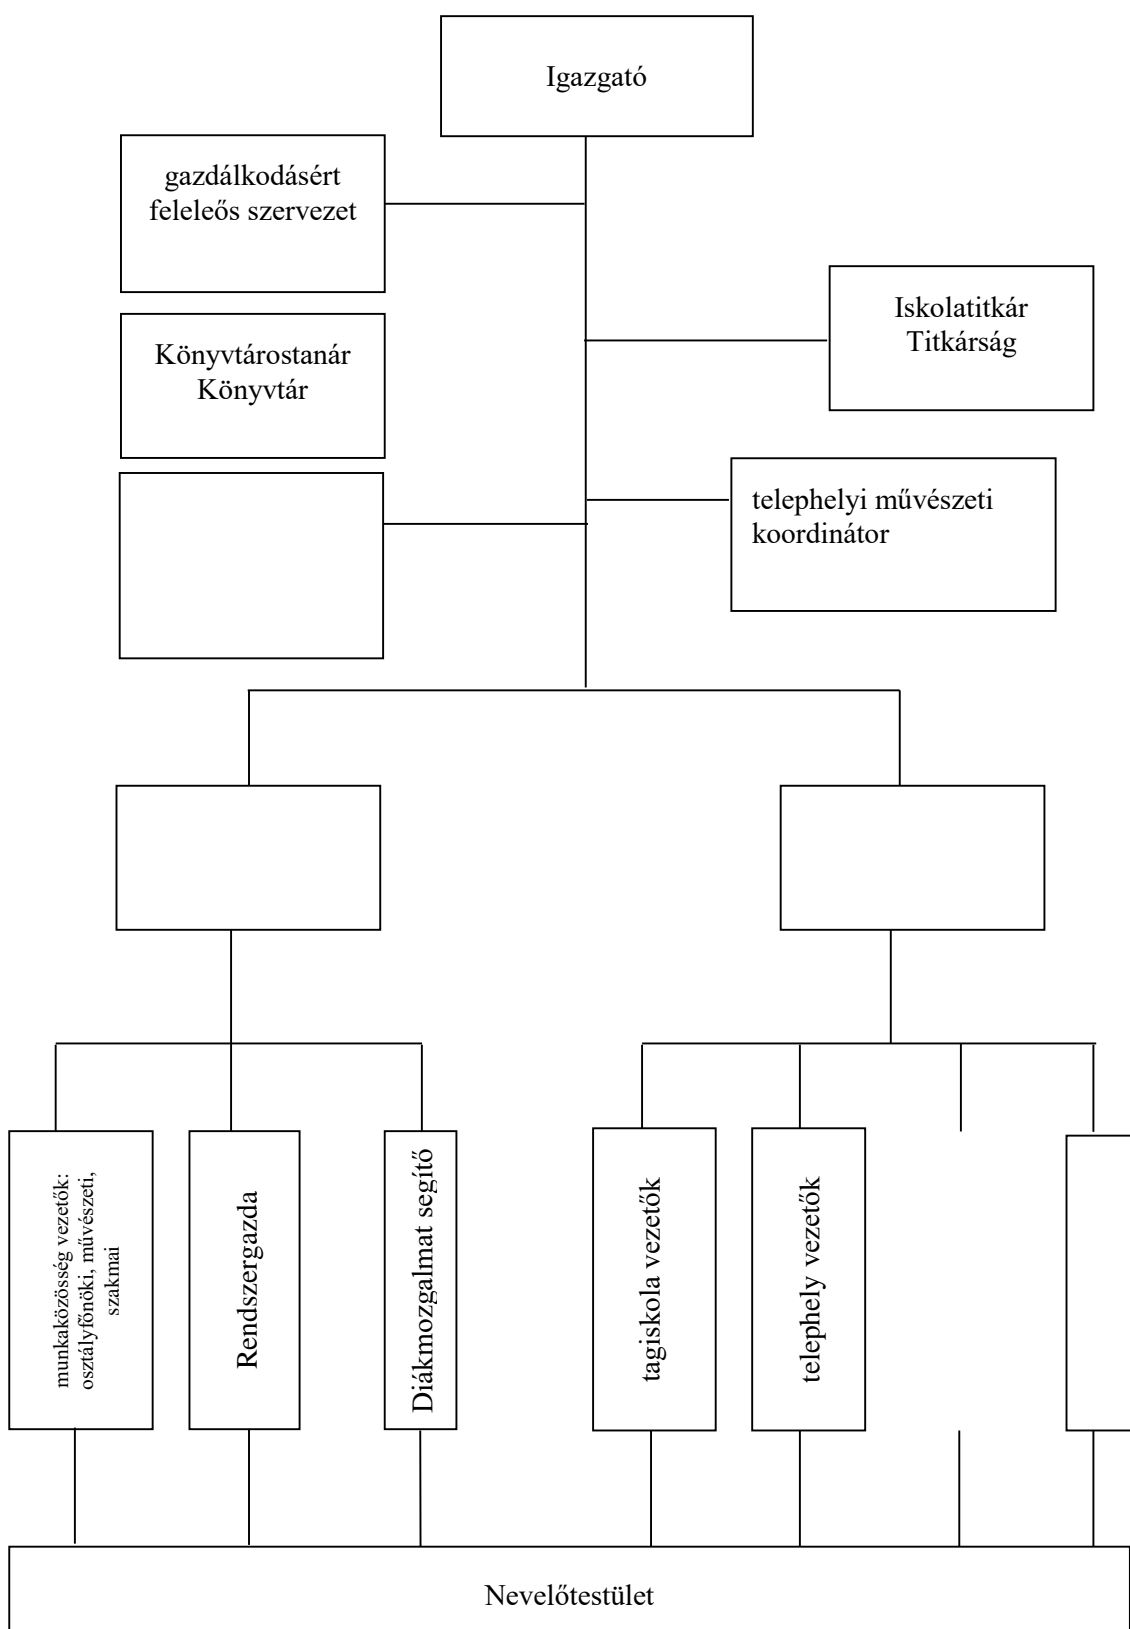 Igazgató
gazdálkodásért
feleleős szervezet
Iskolatitkár
Titkárság
Könyvtárostanár
Könyvtár
telephelyi művészeti
koordinátor
munkaközösség vezetők:
osztályfőnöki, művészeti,
szakmai
Rendszergazda
Diákmozgalmat segítő
tagiskola vezetők
telephely vezetők
Nevelőtestület